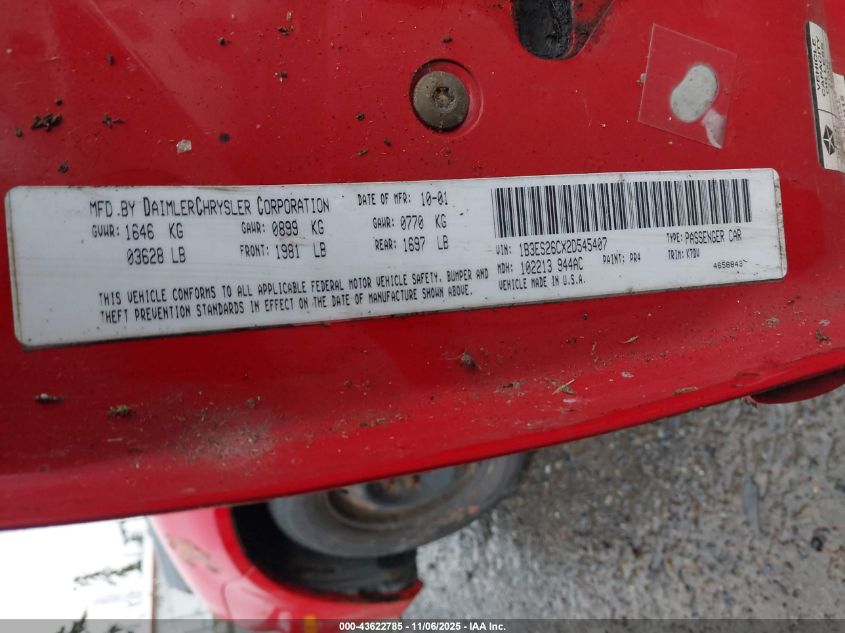 MFD.BY DAIMLERCHRYSLER CORPORATION DATE OF MFR: 10-01
GVWR: 1646 KG GAWR: 0899 KG GAWR: 0770 KG
03628 LB FRONT: 1981 LB REAR: 1697 LB
VIN: 1B3ES26CX2D545407 TYPE: PASSENGER CAR
MDH: 102213 944AC PAINT: PR4 TRIM: K7DV
VEHICLE MADE IN U.S.A.
THIS VEHICLE CONFORMS TO ALL APPLICABLE FEDERAL MOTOR VEHICLE SAFETY, BUMPER AND
THEFT PREVENTION STANDARDS IN EFFECT ON THE DATE OF MANUFACTURE SHOWN ABOVE.
VEHICLE
000-43622785 11/06/2025 IAA Inc.